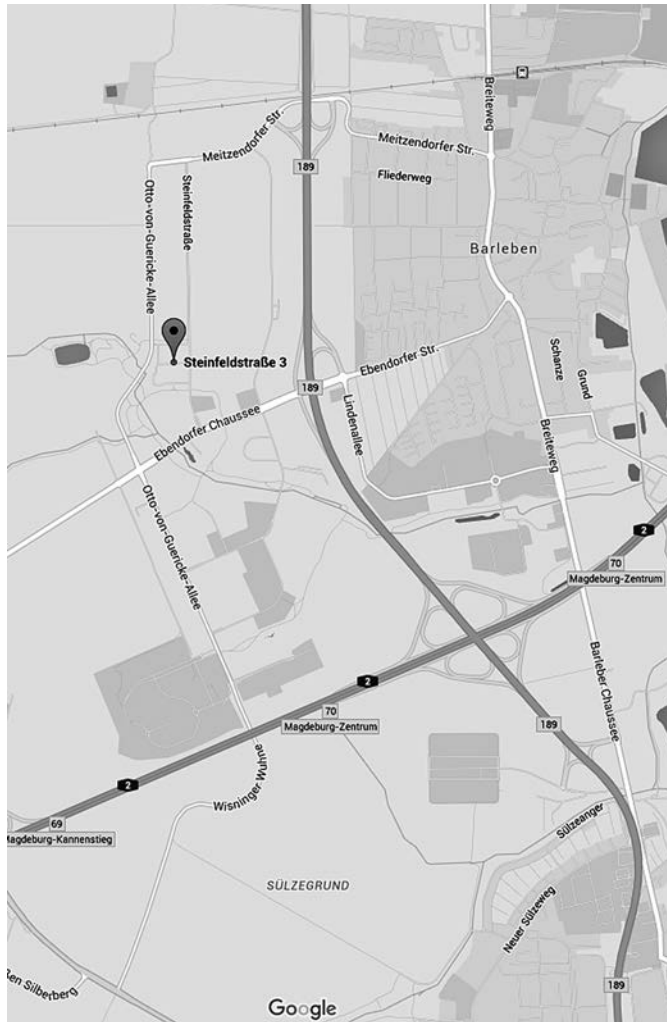 Breiteweg
Meitzendorfer Str.
Meitzendorfer Str.
189
Fliederweg
Steinfeldstraße
Otto-von-Guericke-Allee
Barleben
Steinfeldstraße 3
Ebendorfer Str.
189
Schanze
Grund
Lindenallee
Ebendorfer Chaussee
Breiteweg
Otto-von-Guericke-Allee
2
70
Magdeburg-Zentrum
Barleber Chaussee
2
70
Magdeburg-Zentrum
189
Wisninger Wuhne
2
69
Magdeburg-Kannenstieg
Sülzeanger
SÜLZEGRUND
Neuer Sülzeweg
Silberberg
189
Google